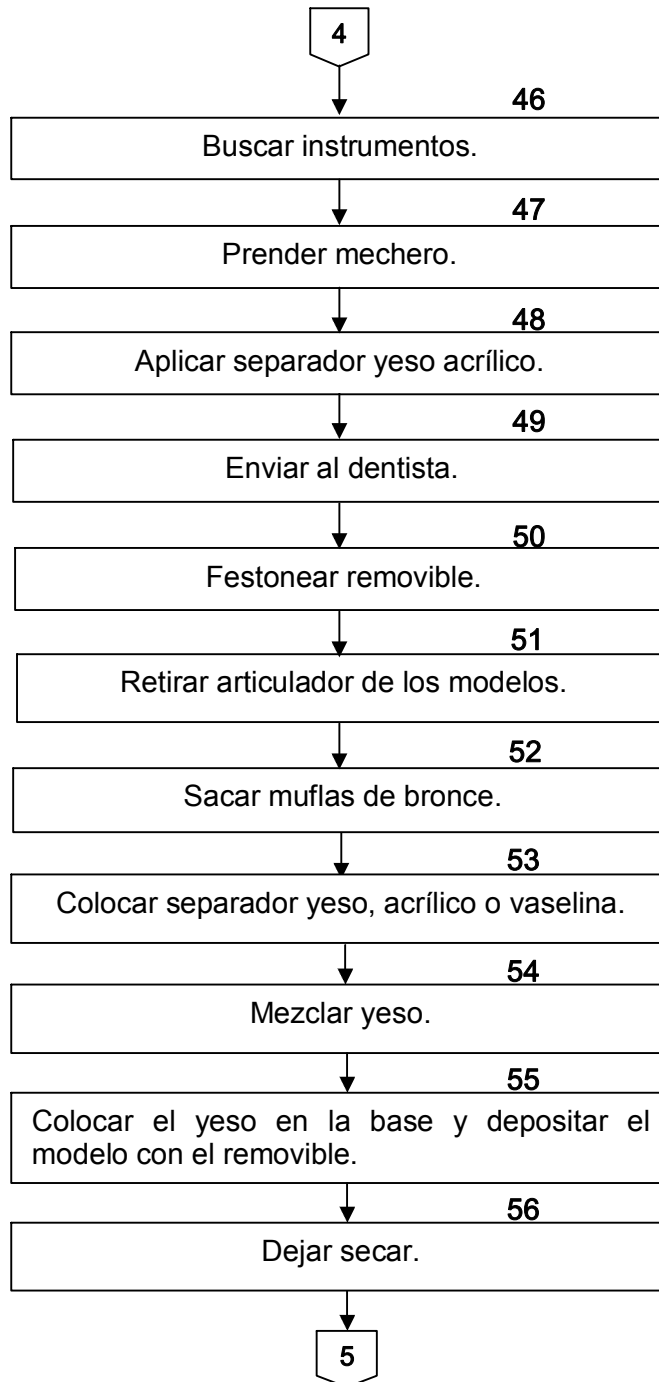 4
46
Buscar instrumentos.
47
Prender mechero.
48
Aplicar separador yeso acrílico.
49
Enviar al dentista.
50
Festonear removible.
51
Retirar articulador de los modelos.
52
Sacar muflas de bronce.
53
Colocar separador yeso, acrílico o vaselina.
54
Mezclar yeso.
55
Colocar el yeso en la base y depositar el
modelo con el removible.
56
Dejar secar.
5